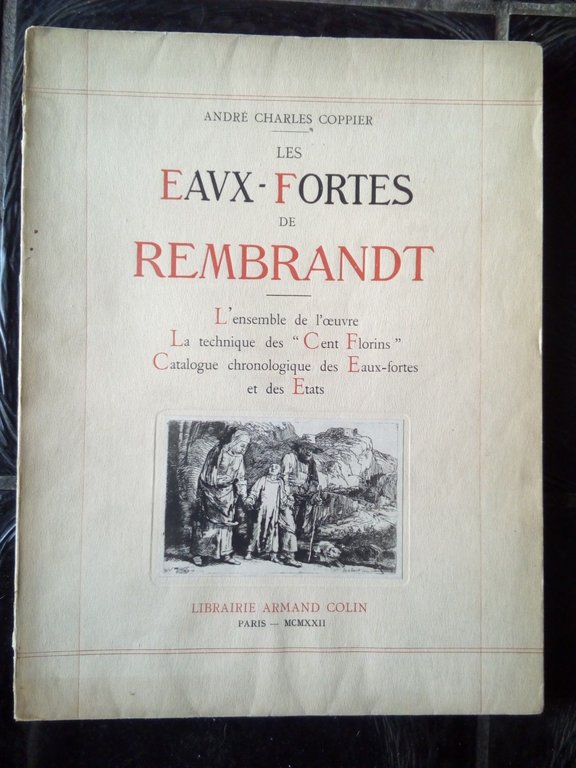 ANDRÉ CHARLES COPPIER
LES
EAVX-FORTES
DE
REMBRANDT
L'ensemble de l'œuvre
La technique des "Cent Florins"
Catalogue chronologique des Eaux-fortes
et des Etats
LIBRAIRIE ARMAND COLIN
PARIS — MCMXXII